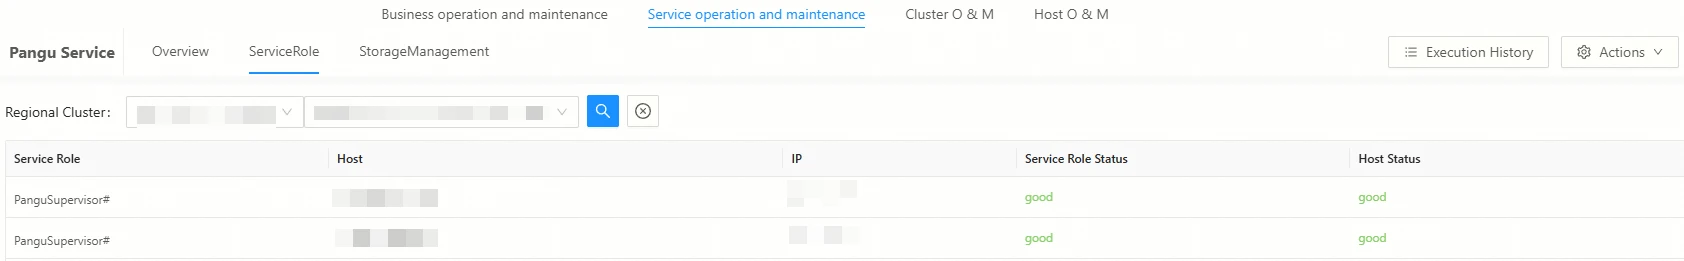 Business operation and maintenance Service operation and maintenance Cluster O & M Host O & M
Pangu Service Overview ServiceRole StorageManagement Execution History Actions
Regional Cluster:
Service Role Host IP Service Role Status Host Status
PanguSupervisor# good good
PanguSupervisor# good good